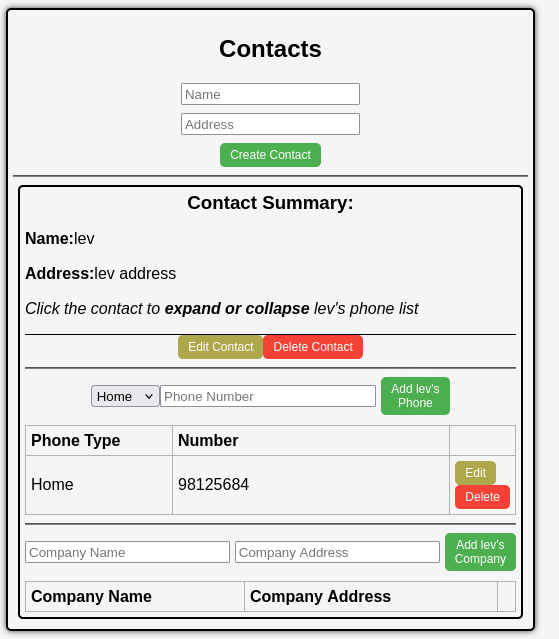 Contacts
Name
Address
Create Contact
Contact Summary:
Name:lev
Address:lev address
Click the contact to expand or collapse lev's phone list
Edit Contact Delete Contact
Home Phone Number Add lev's
Phone
Phone Type Number
Home 98125684 Edit
Delete
Company Name Company Address Add lev's
Company
Company Name Company Address